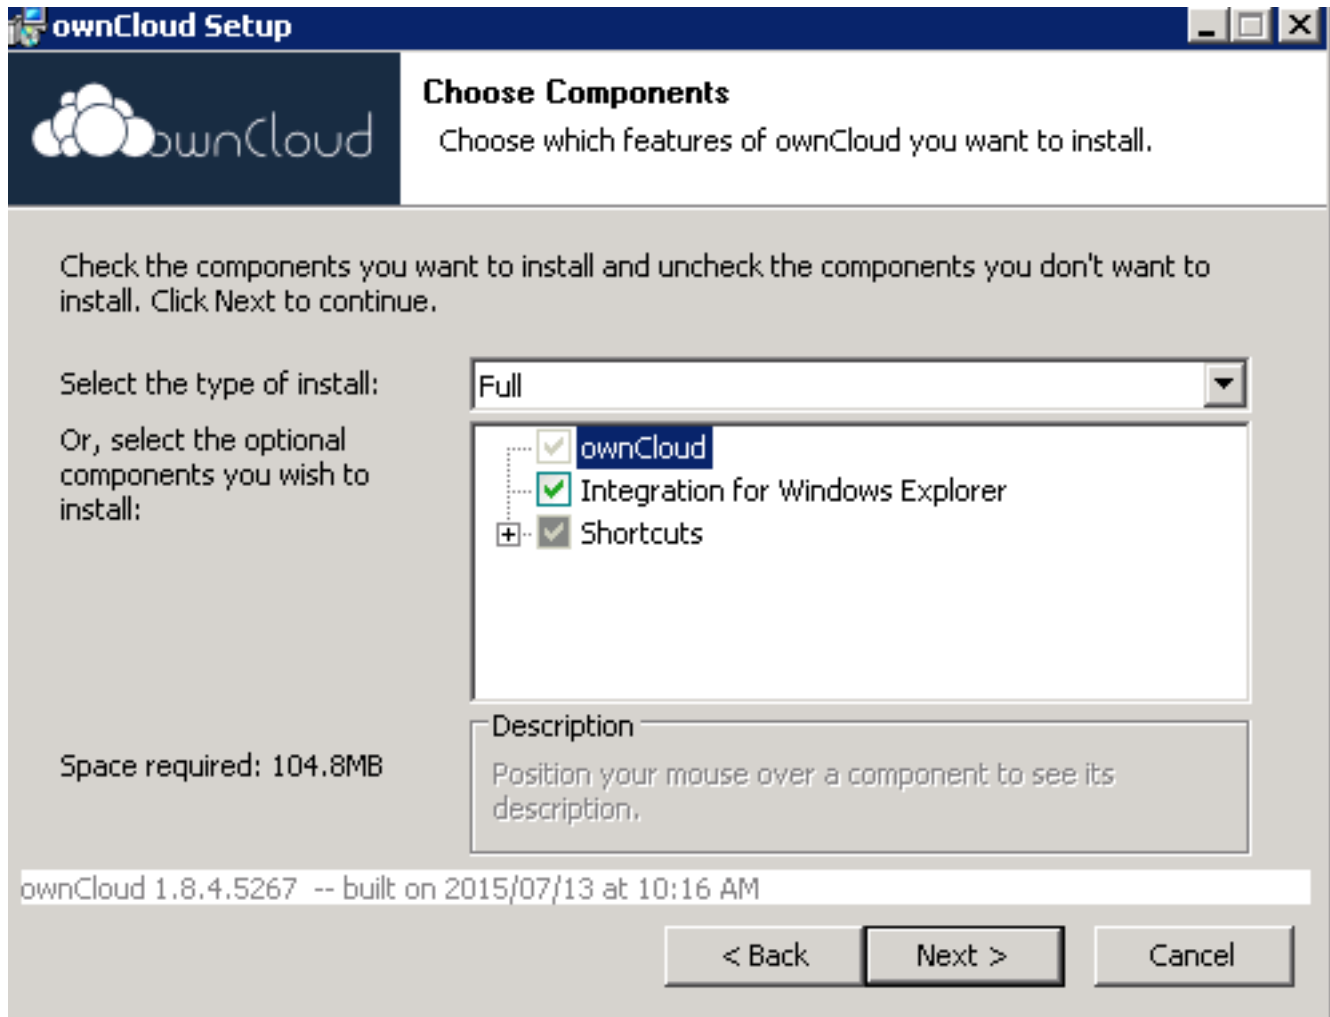 ownCloud Setup
ownCloud
Choose Components
Choose which features of ownCloud you want to install.
Check the components you want to install and uncheck the components you don't want to
install. Click Next to continue.
Select the type of install:
Full
Or, select the optional
components you wish to
install:
ownCloud
Integration for Windows Explorer
Shortcuts
Space required: 104.8MB
Description
Position your mouse over a component to see its
description.
ownCloud 1.8.4.5267 -- built on 2015/07/13 at 10:16 AM
< Back
Next >
Cancel